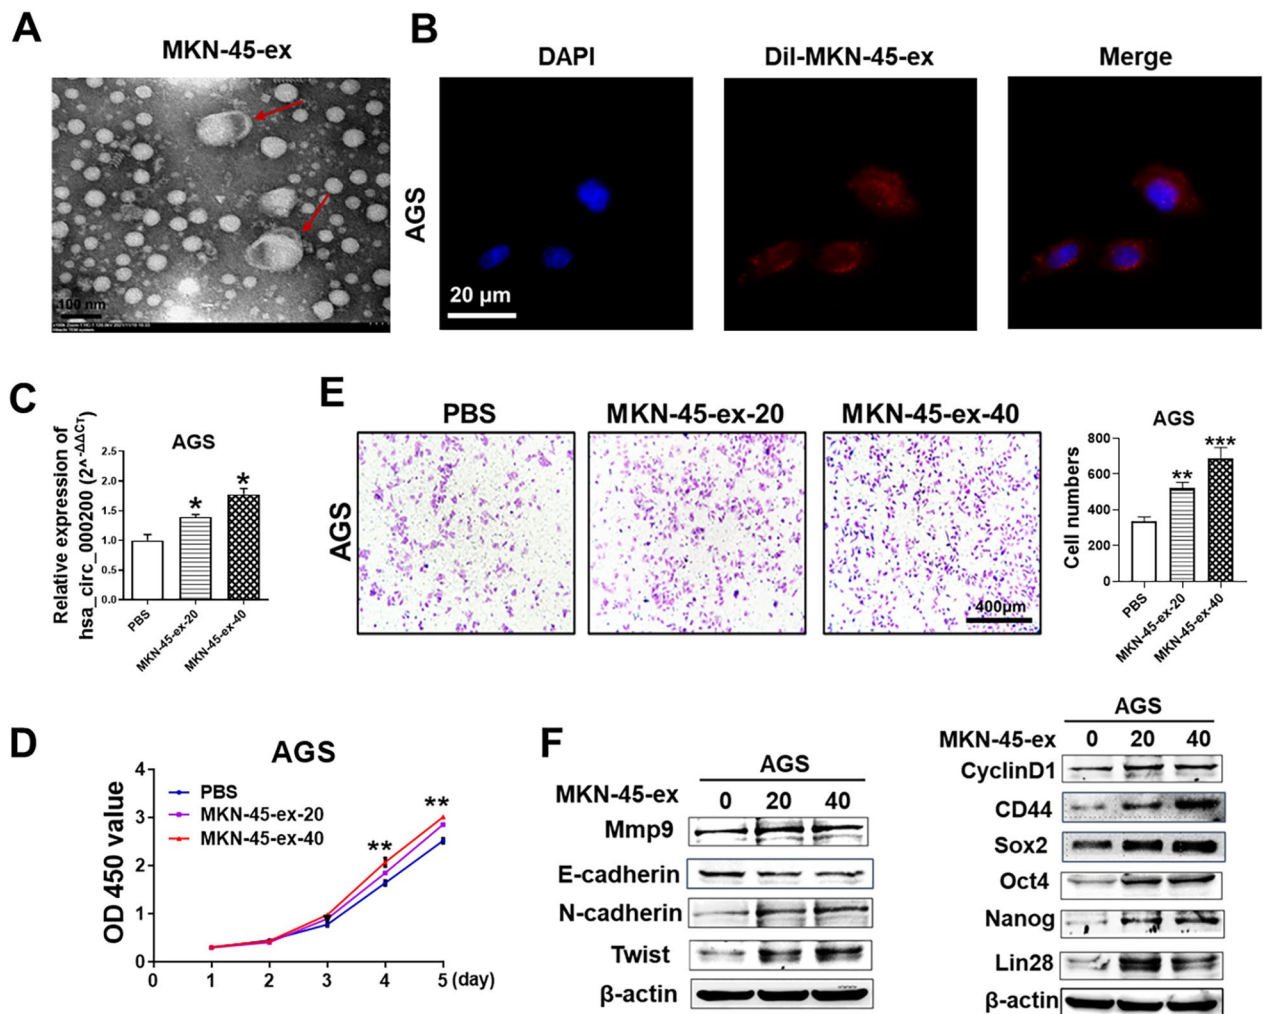 A
MKN-45-ex
100 nm
B
DAPI
Dil-MKN-45-ex
Merge
AGS
20 μm
C
AGS
Relative expression of
hsa_circ_000200 (2^-ΔΔCT)
2.5
2.0
1.5
1.0
0.5
0.0
*
*
PBS
MKN-45-ex-20
MKN-45-ex-40
E
PBS
MKN-45-ex-20
MKN-45-ex-40
AGS
400μm
AGS
Cell numbers
800
600
400
200
0
**
***
PBS
MKN-45-ex-20
MKN-45-ex-40
D
AGS
OD 450 value
4
3
2
1
0
PBS
MKN-45-ex-20
MKN-45-ex-40
**
**
0 1 2 3 4 5 (day)
F
AGS
MKN-45-ex 0 20 40
Mmp9
E-cadherin
N-cadherin
Twist
β-actin
AGS
MKN-45-ex 0 20 40
CyclinD1
CD44
Sox2
Oct4
Nanog
Lin28
β-actin